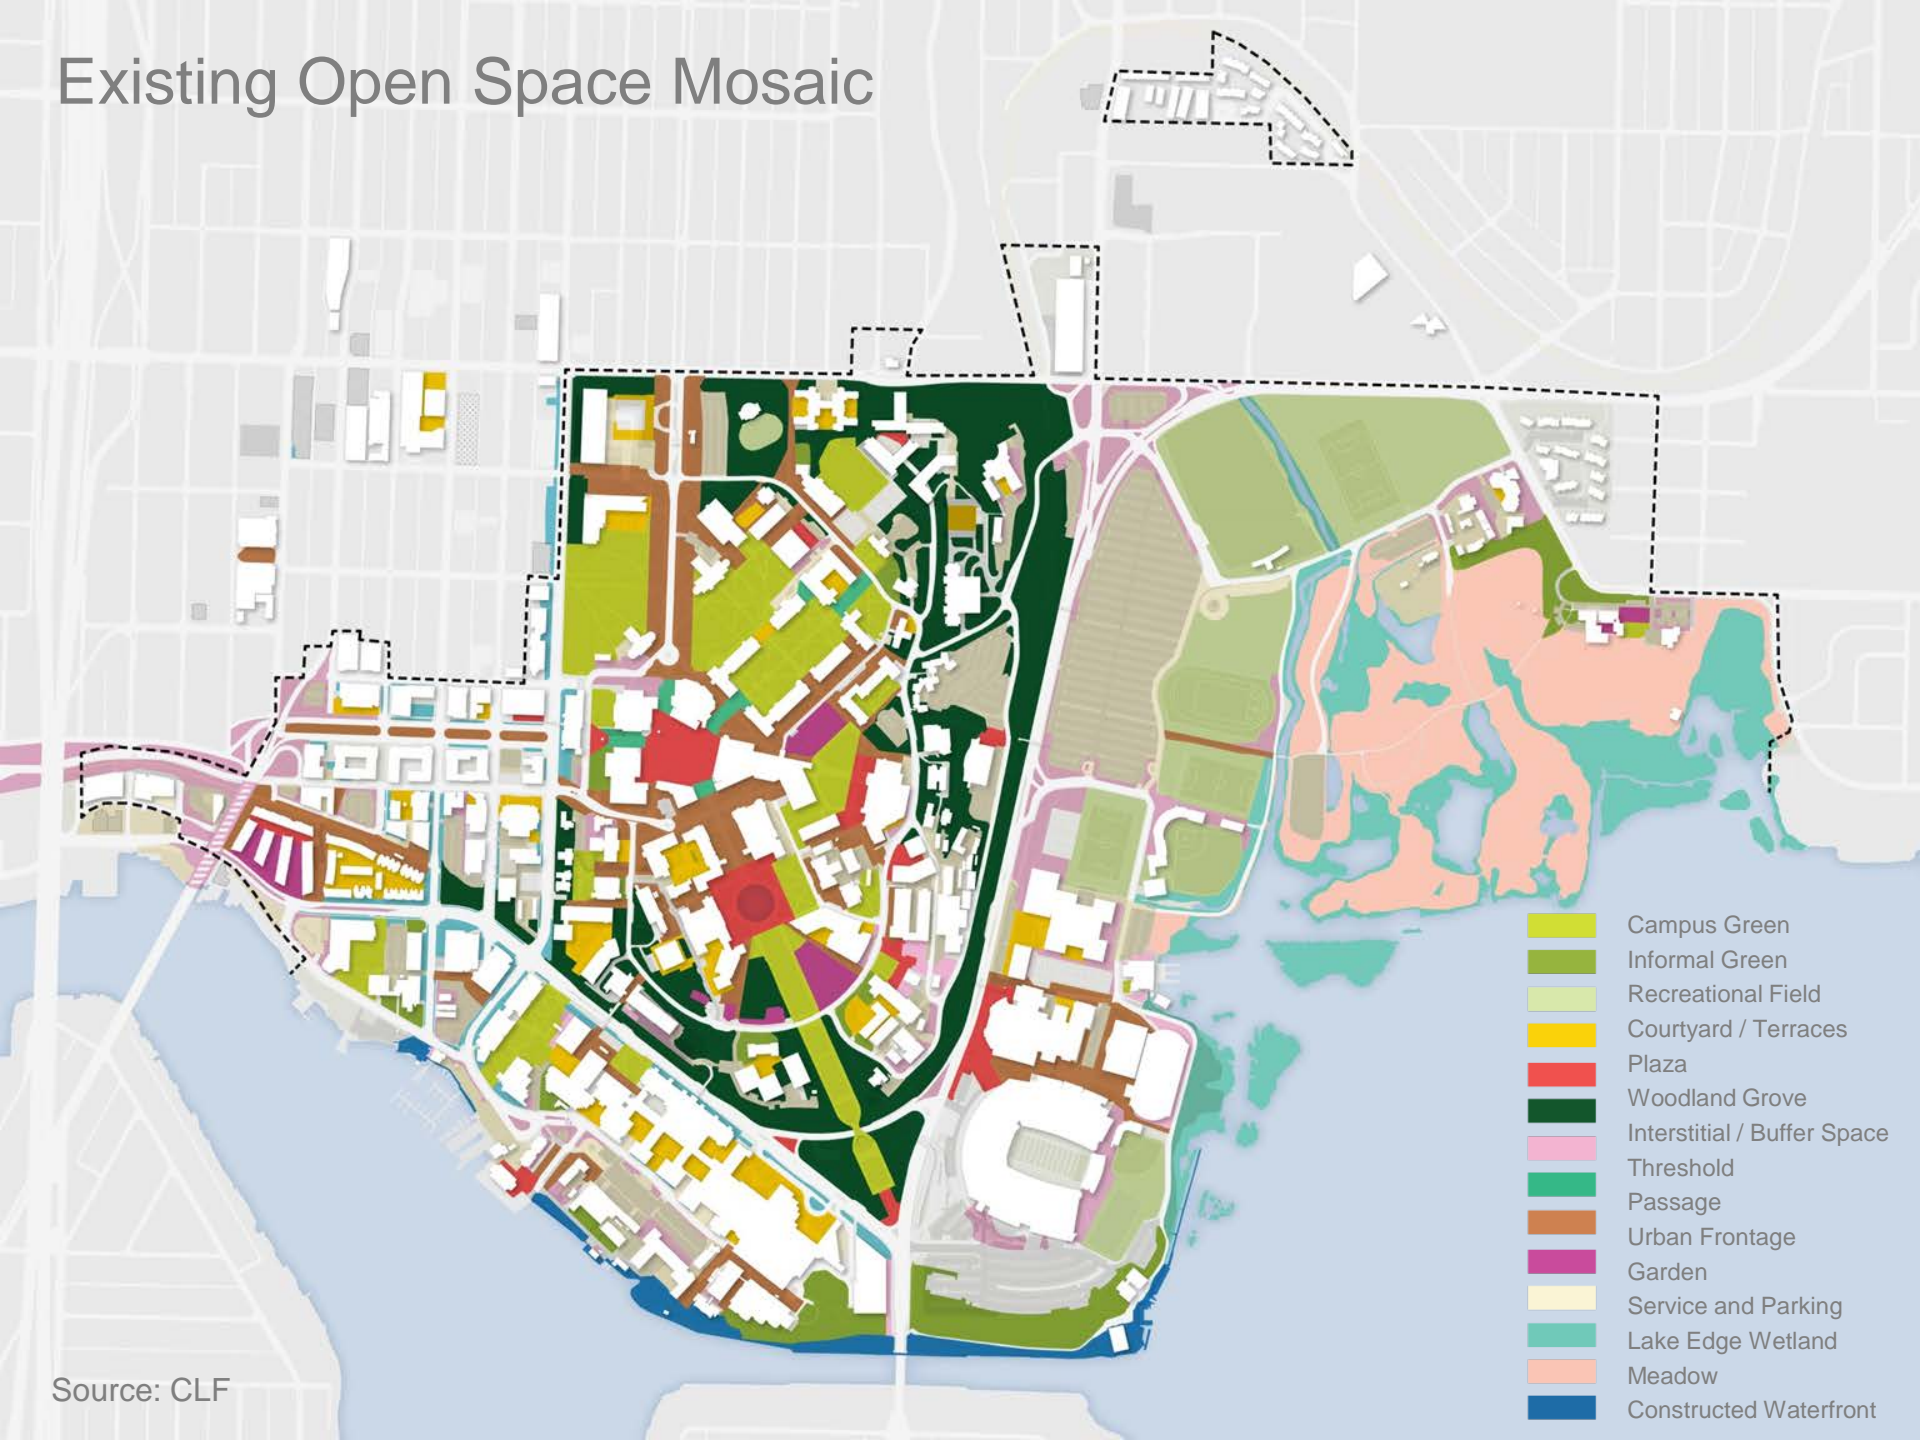 Existing Open Space Mosaic
Campus Green
Informal Green
Recreational Field
Courtyard / Terraces
Plaza
Woodland Grove
Interstitial / Buffer Space
Threshold
Passage
Urban Frontage
Garden
Service and Parking
Lake Edge Wetland
Meadow
Constructed Waterfront
Source: CLF